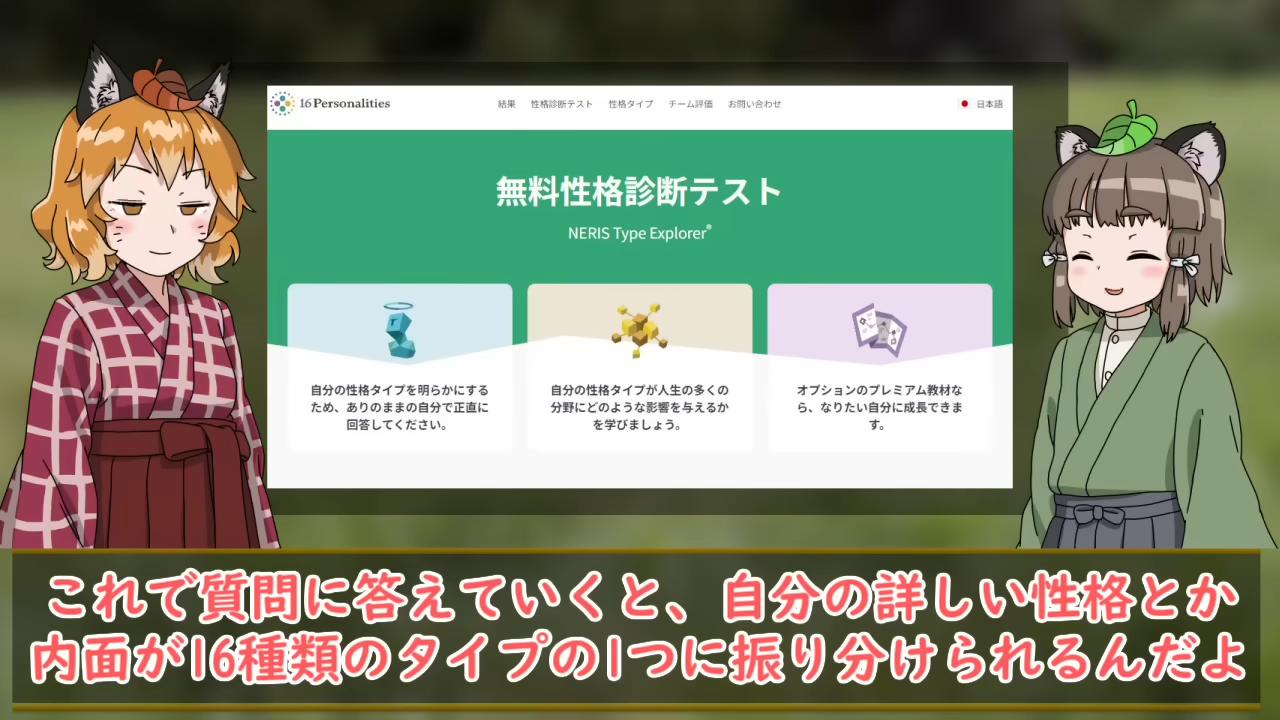 16Personalities
結果 性格診断テスト 性格タイプ チーム評価 お問い合わせ 日本語
無料性格診断テスト
NERIS Type Explorer®
自分の性格タイプを明らかにする
ため、ありのままの自分で正直に
回答してください。
自分の性格タイプが人生の多くの
分野にどのような影響を与えるか
を学びましょう。
オプションのプレミアム教材な
ら、なりたい自分に成長できま
す。
これで質問に答えていくと、自分の詳しい性格とか
内面が16種類のタイプの1つに振り分けられるんだよ